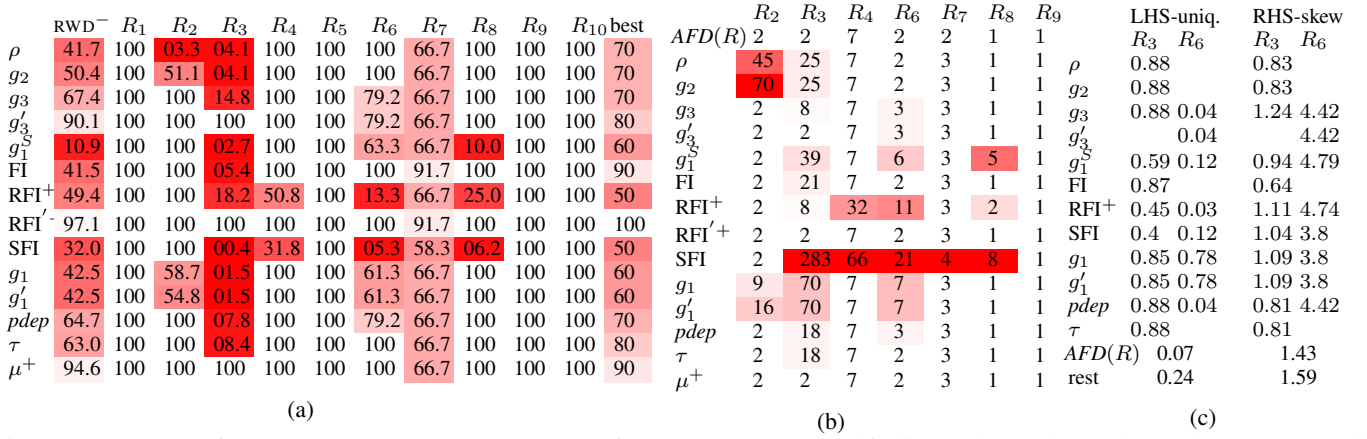 RWD⁻ R₁ R₂ R₃ R₄ R₅ R₆ R₇ R₈ R₉ R₁₀ best
ρ 41.7 100 03.3 04.1 100 100 100 66.7 100 100 100 70
g₂ 50.4 100 51.1 04.1 100 100 100 66.7 100 100 100 70
g₃ 67.4 100 100 14.8 100 100 79.2 66.7 100 100 100 70
g′₃ 90.1 100 100 100 100 100 79.2 66.7 100 100 100 80
g₁ˢ 10.9 100 100 02.7 100 100 63.3 66.7 10.0 100 100 60
FI 41.5 100 100 05.4 100 100 100 91.7 100 100 100 90
RFI⁺ 49.4 100 100 18.2 50.8 100 13.3 66.7 25.0 100 100 50
RFI′⁻ 97.1 100 100 100 100 100 100 91.7 100 100 100 100
SFI 32.0 100 100 00.4 31.8 100 05.3 58.3 06.2 100 100 50
g₁ 42.5 100 58.7 01.5 100 100 61.3 66.7 100 100 100 60
g′₁ 42.5 100 54.8 01.5 100 100 61.3 66.7 100 100 100 60
pdep 64.7 100 100 07.8 100 100 79.2 66.7 100 100 100 70
τ 63.0 100 100 08.4 100 100 100 66.7 100 100 100 80
μ⁺ 94.6 100 100 100 100 100 100 66.7 100 100 100 90
(a)
R₂ R₃ R₄ R₆ R₇ R₈ R₉
AFD(R) 2 2 7 2 2 1 1
ρ 45 25 7 2 3 1 1
g₂ 70 25 7 2 3 1 1
g₃ 2 8 7 3 3 1 1
g′₃ 2 2 7 3 3 1 1
g₁ˢ 2 39 7 6 3 5 1
FI 2 21 7 2 3 1 1
RFI⁺ 2 8 32 11 3 2 1
RFI′⁺ 2 2 7 2 3 1 1
SFI 2 283 66 21 4 8 1
g₁ 9 70 7 7 3 1 1
g′₁ 16 70 7 7 3 1 1
pdep 2 18 7 3 3 1 1
τ 2 18 7 2 3 1 1
μ⁺ 2 2 7 2 3 1 1
(b)
LHS-uniq. RHS-skew
R₃ R₆ R₃ R₆
ρ 0.88 0.83
g₂ 0.88 0.83
g₃ 0.88 0.04 1.24 4.42
g′₃ 0.04 4.42
g₁ˢ 0.59 0.12 0.94 4.79
FI 0.87 0.64
RFI⁺ 0.45 0.03 1.11 4.74
SFI 0.4 0.12 1.04 3.8
g₁ 0.85 0.78 1.09 3.8
g′₁ 0.85 0.78 1.09 3.8
pdep 0.88 0.04 0.81 4.42
τ 0.88 0.81
AFD(R) 0.07 1.43
rest 0.24 1.59
(c)